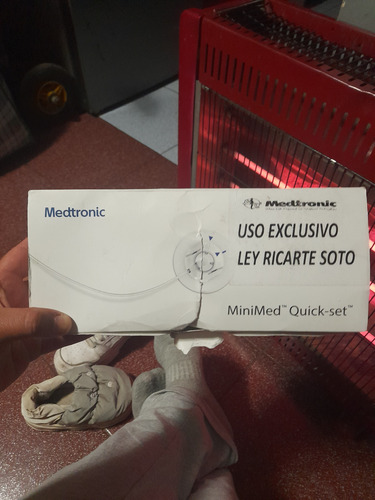 Medtronic
Medtronic
USO EXCLUSIVO
LEY RICARTE SOTO
MiniMed™ Quick-set™